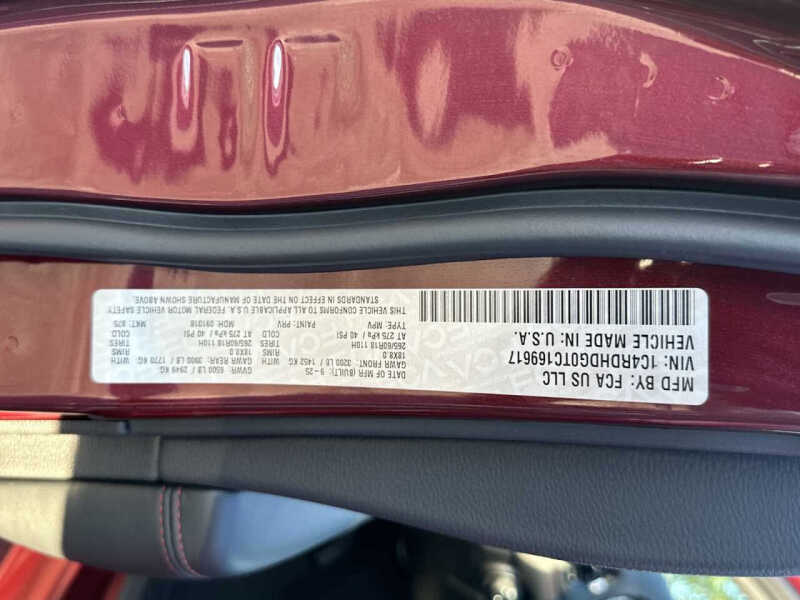 MFD BY: FCA US LLC
VIN: 1C4RDHDG0TC169617
VEHICLE MADE IN: U.S.A.
DATE OF MFR (BUILT): 9 - 25 GVWR: 6500 LB / 2949 KG
GAWR FRONT: 3200 LB / 1452 KG WITH GAWR REAR: 3900 LB / 1770 KG WITH
18X8.0 RIMS 18X8.0 RIMS
265/60R18 110H TIRES 265/60R18 110H TIRES
AT 275 kPa / 40 PSI COLD AT 275 kPa / 40 PSI COLD
TYPE: MPV PAINT: PRV MDH: 091318 MKT: 875
THIS VEHICLE CONFORMS TO ALL APPLICABLE U.S.A. FEDERAL MOTOR VEHICLE SAFETY
STANDARDS IN EFFECT ON THE DATE OF MANUFACTURE SHOWN ABOVE.